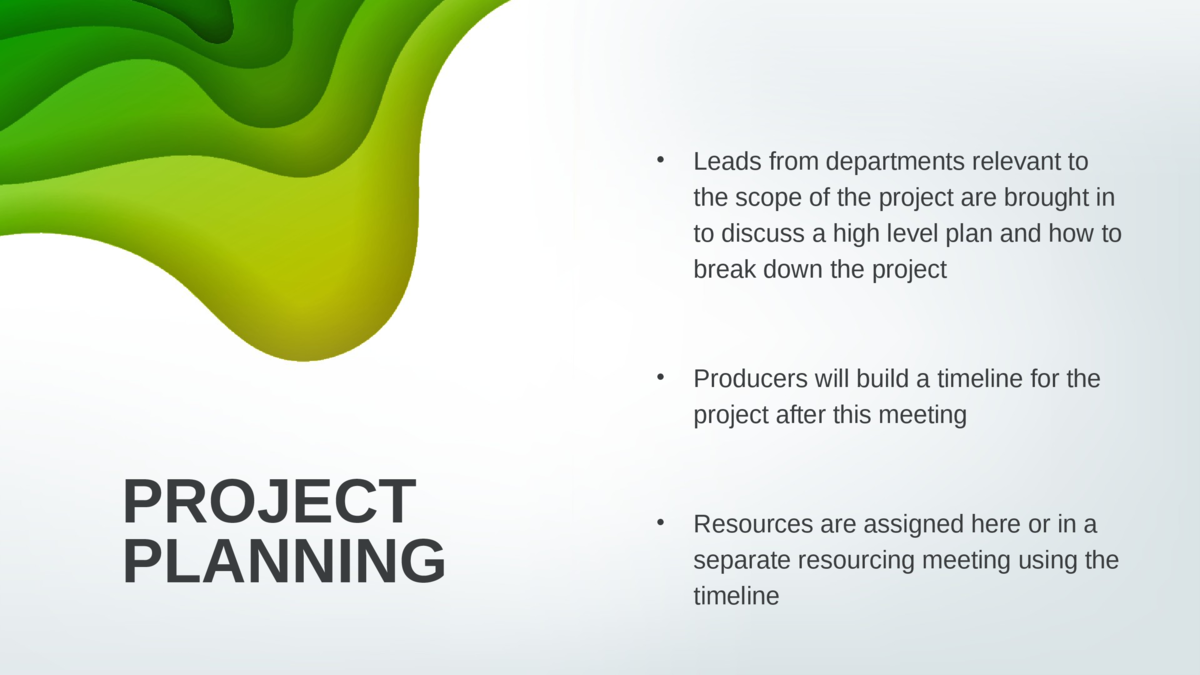 PROJECT
PLANNING
• Leads from departments relevant to
the scope of the project are brought in
to discuss a high level plan and how to
break down the project
• Producers will build a timeline for the
project after this meeting
• Resources are assigned here or in a
separate resourcing meeting using the
timeline